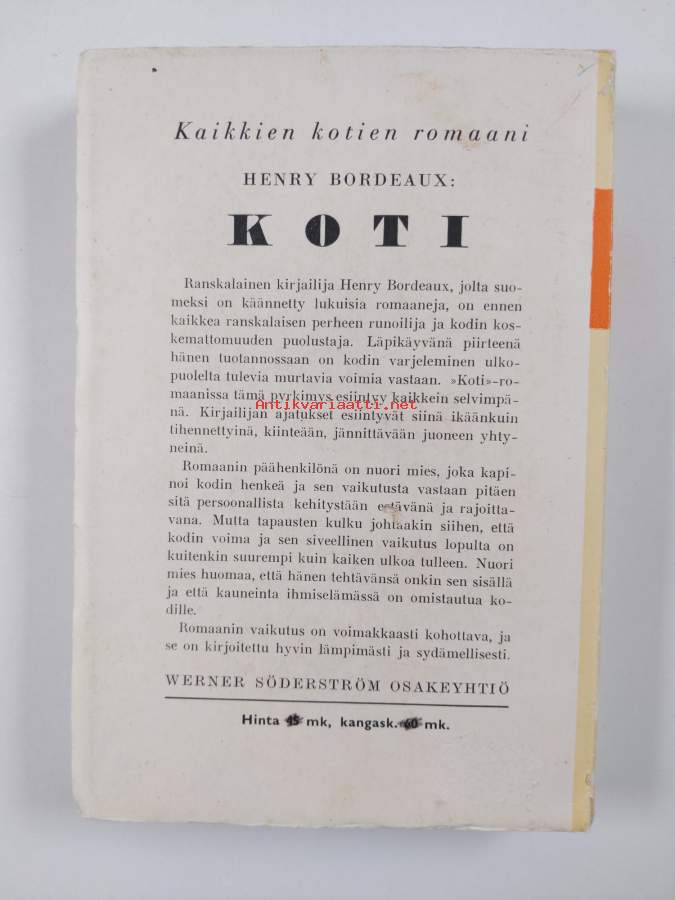 Kaikkien kotien romaani
HENRY BORDEAUX:
KOTI
Ranskalainen kirjailija Henry Bordeaux, jolta suo-
meksi on käännetty lukuisia romaaneja, on ennen
kaikkea ranskalaisen perheen runoilija ja kodin kos-
kemattomuuden puolustaja. Läpikäyvänä piirteenä
hänen tuotannossaan on kodin varjeleminen ulko-
puolelta tulevia murtavia voimia vastaan. »Koti»-ro-
maanissa tämä pyrkimys esiintyy kaikkein selvimpä-
Antikvariaatti.net
nä. Kirjailijan ajatukset esiintyvät siinä ikäänkuin
tihennettyinä, kiinteään, jännittävään juoneen yhty-
neinä.
Romaanin päähenkilönä on nuori mies, joka kapi-
noi kodin henkeä ja sen vaikutusta vastaan pitäen
sitä persoonallista kehitystään estävänä ja rajoitta-
vana. Mutta tapausten kulku johtaakin siihen, että
kodin voima ja sen siveellinen vaikutus lopulta on
kuitenkin suurempi kuin kaiken ulkoa tulleen. Nuori
mies huomaa, että hänen tehtävänsä onkin sen sisällä
ja että kauneinta ihmiselämässä on omistautua ko-
dille.
Romaanin vaikutus on voimakkaasti kohottava, ja
se on kirjoitettu hyvin lämpimästi ja sydämellisesti.
WERNER SÖDERSTRÖM OSAKEYHTIÖ
Hinta 45 mk, kangask. 60 mk.